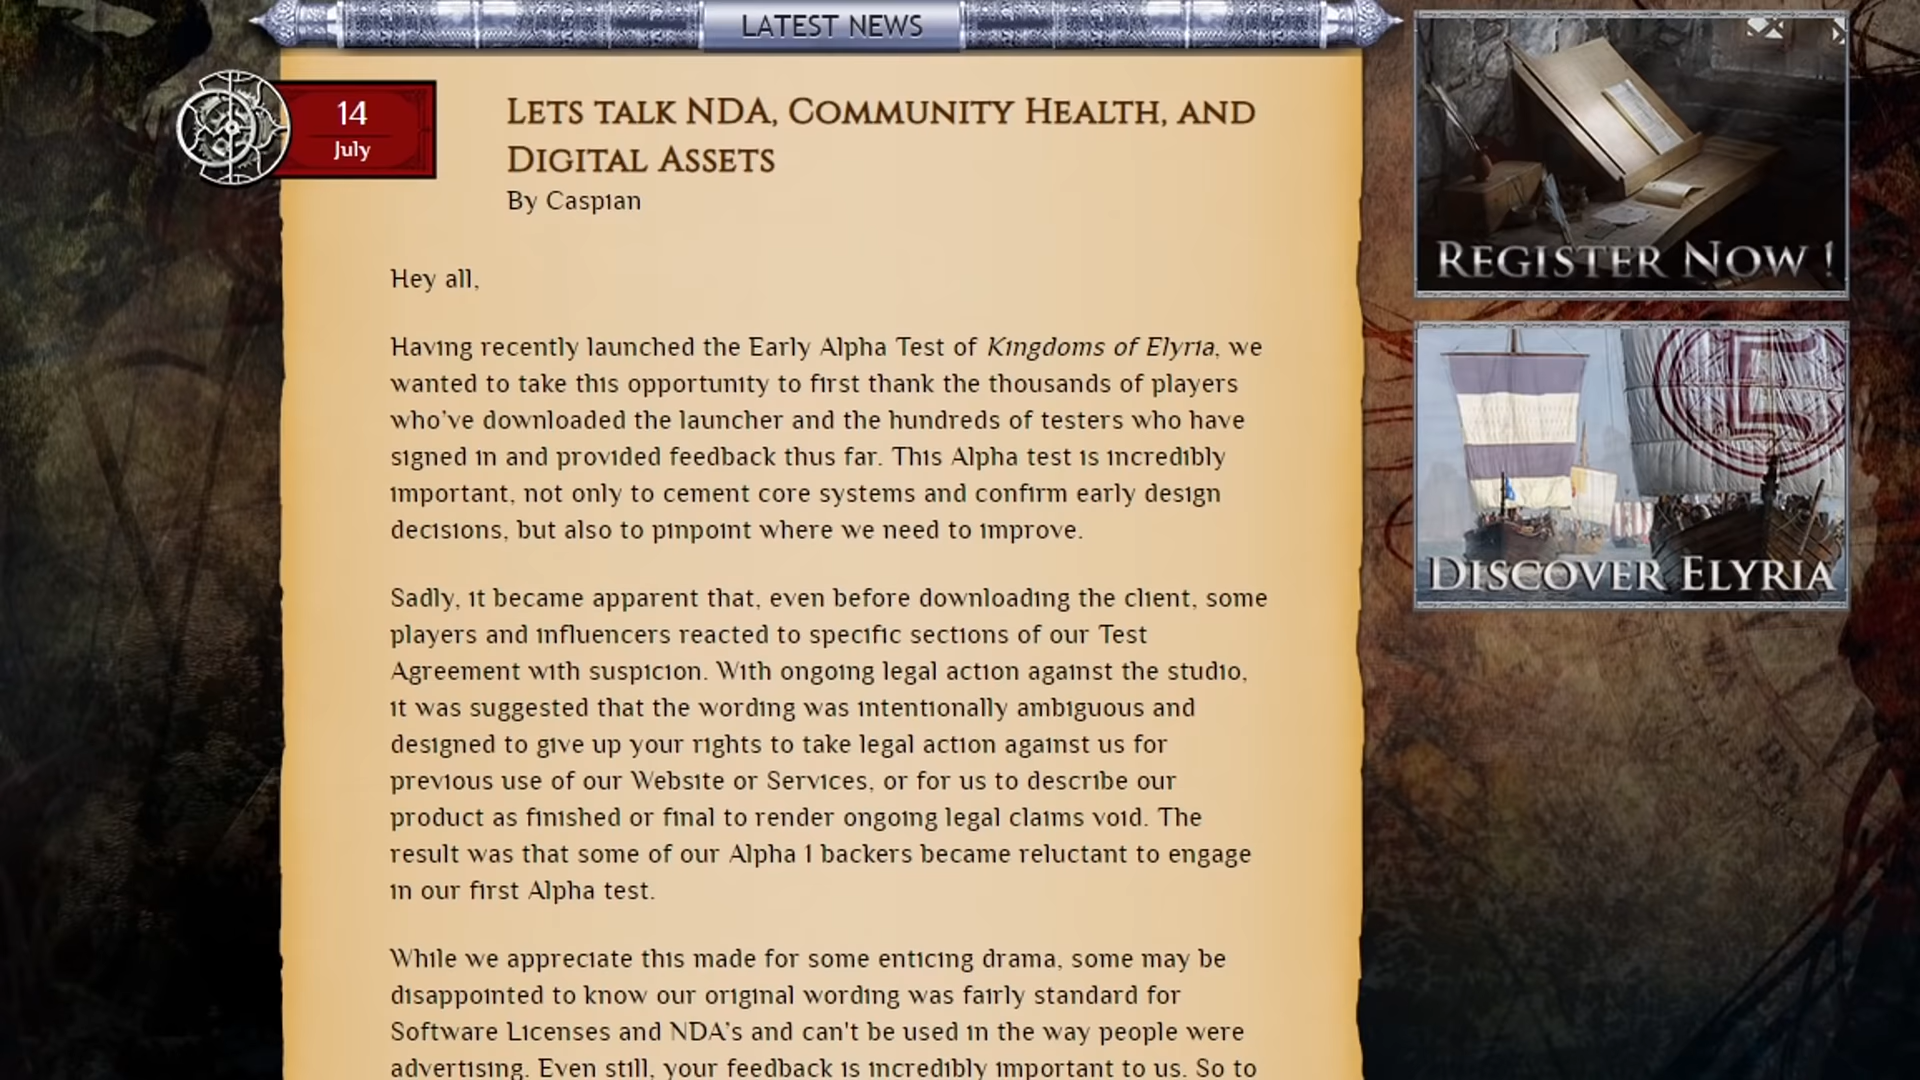 LATEST NEWS
14
July
LETS TALK NDA, COMMUNITY HEALTH, AND
DIGITAL ASSETS
By Caspian
Hey all,
Having recently launched the Early Alpha Test of Kingdoms of Elyria, we
wanted to take this opportunity to first thank the thousands of players
who've downloaded the launcher and the hundreds of testers who have
signed in and provided feedback thus far. This Alpha test is incredibly
important, not only to cement core systems and confirm early design
decisions, but also to pinpoint where we need to improve.
Sadly, it became apparent that, even before downloading the client, some
players and influencers reacted to specific sections of our Test
Agreement with suspicion. With ongoing legal action against the studio,
it was suggested that the wording was intentionally ambiguous and
designed to give up your rights to take legal action against us for
previous use of our Website or Services, or for us to describe our
product as finished or final to render ongoing legal claims void. The
result was that some of our Alpha 1 backers became reluctant to engage
in our first Alpha test.
While we appreciate this made for some enticing drama, some may be
disappointed to know our original wording was fairly standard for
Software Licenses and NDA's and can't be used in the way people were
advertising. Even still, your feedback is incredibly important to us. So to
REGISTER NOW !
DISCOVER ELYRIA